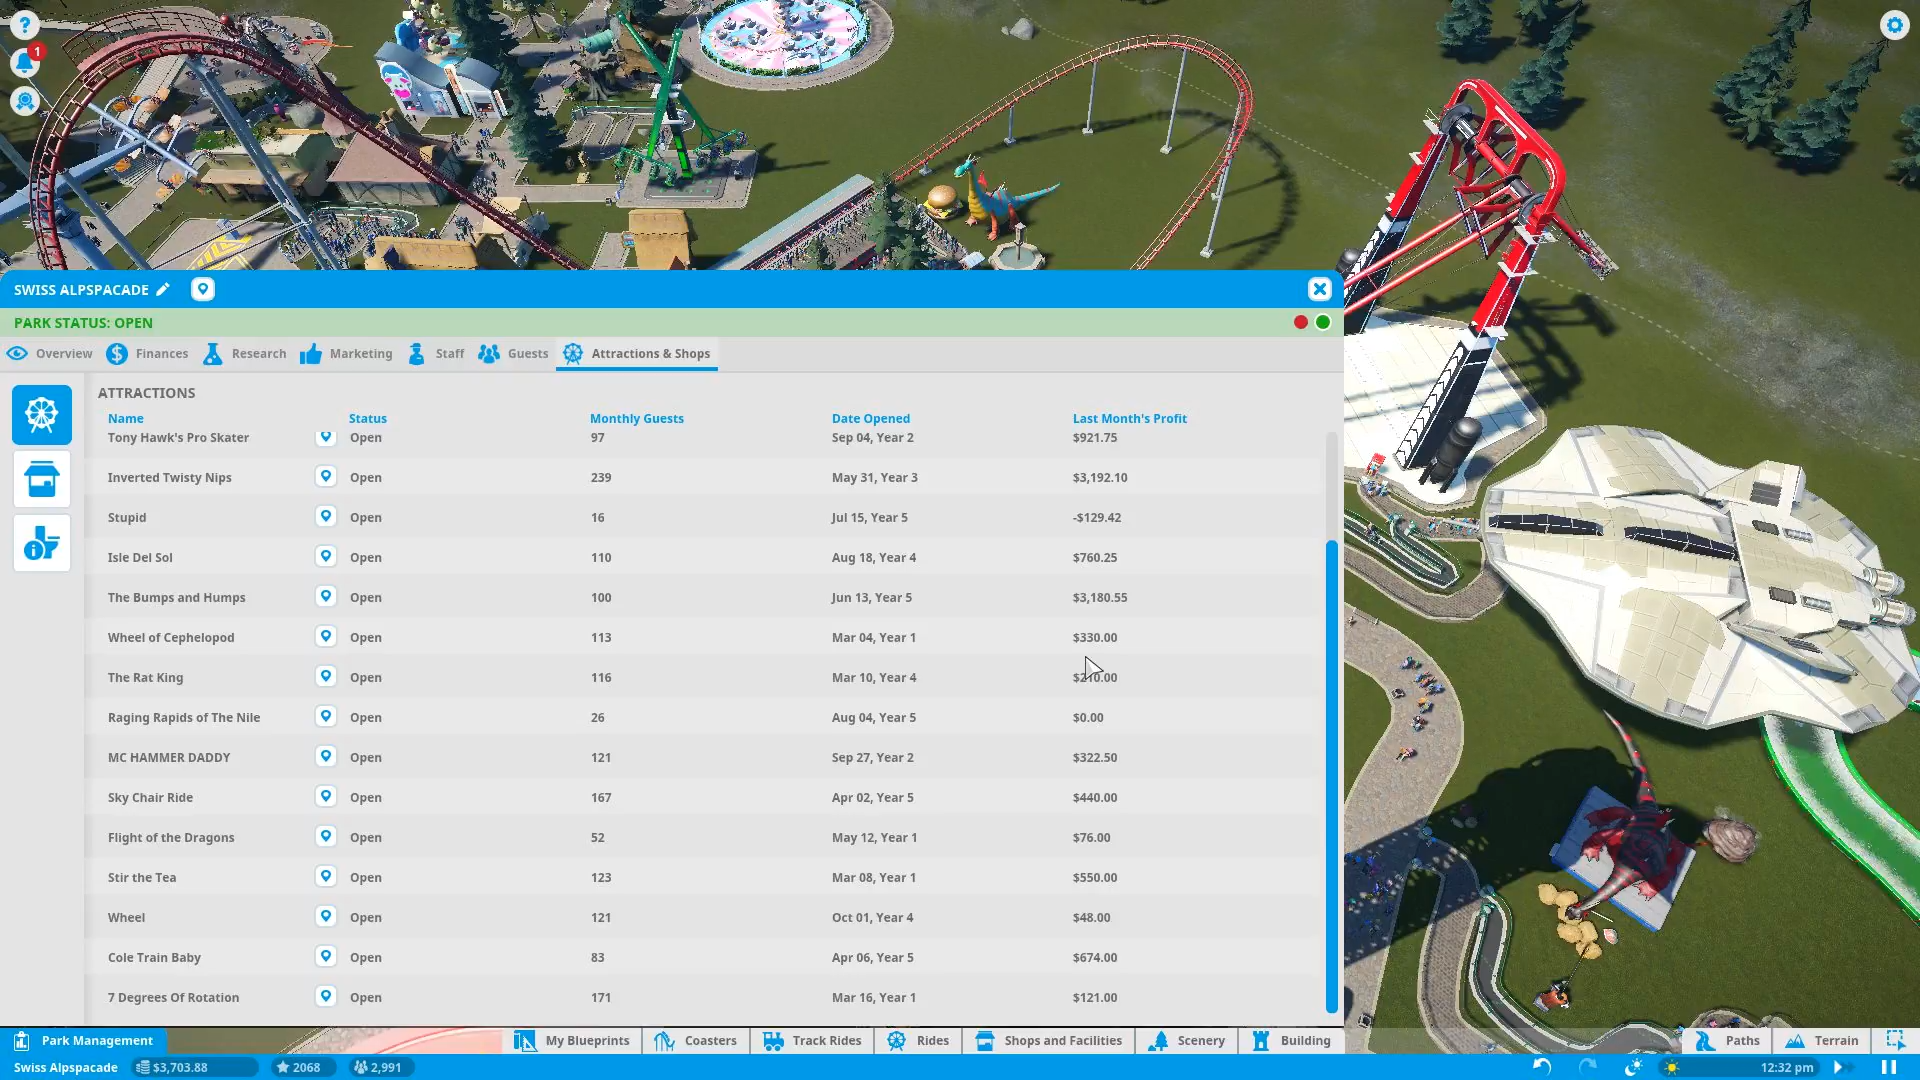 ?
1
SWISS ALPSPACADE
PARK STATUS: OPEN
Overview Finances Research Marketing Staff Guests Attractions & Shops
ATTRACTIONS
Name Status Monthly Guests Date Opened Last Month's Profit
Tony Hawk's Pro Skater Open 97 Sep 04, Year 2 $921.75
Inverted Twisty Nips Open 239 May 31, Year 3 $3,192.10
Stupid Open 16 Jul 15, Year 5 -$129.42
Isle Del Sol Open 110 Aug 18, Year 4 $760.25
The Bumps and Humps Open 100 Jun 13, Year 5 $3,180.55
Wheel of Cephelopod Open 113 Mar 04, Year 1 $330.00
The Rat King Open 116 Mar 10, Year 4
Raging Rapids of The Nile Open 26 Aug 04, Year 5 $0.00
MC HAMMER DADDY Open 121 Sep 27, Year 2 $322.50
Sky Chair Ride Open 167 Apr 02, Year 5 $440.00
Flight of the Dragons Open 52 May 12, Year 1 $76.00
Stir the Tea Open 123 Mar 08, Year 1 $550.00
Wheel Open 121 Oct 01, Year 4 $48.00
Cole Train Baby Open 83 Apr 06, Year 5 $674.00
7 Degrees Of Rotation Open 171 Mar 16, Year 1 $121.00
Park Management My Blueprints Coasters Track Rides Rides Shops and Facilities Scenery Building Paths Terrain
Swiss Alpspacade $3,703.88 2068 2,991 12:32 pm